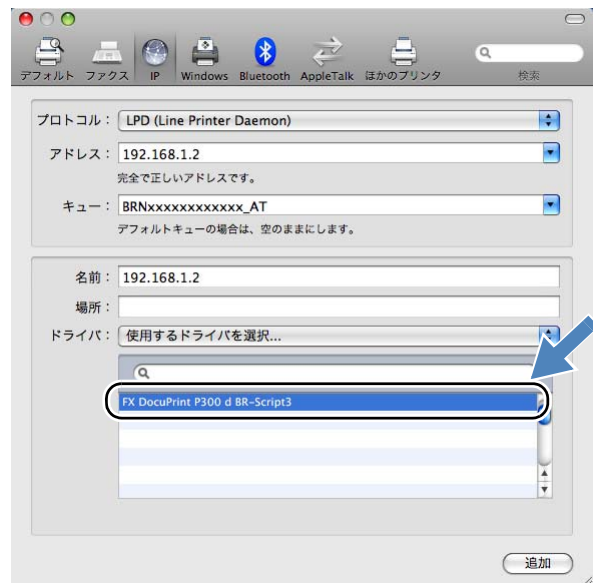 デフォルト ファクス IP Windows Bluetooth AppleTalk ほかのプリンタ 検索
プロトコル： LPD (Line Printer Daemon)
アドレス： 192.168.1.2
完全で正しいアドレスです。
キュー： BRNxxxxxxxxxxxx_AT
デフォルトキューの場合は、空のままにします。
名前： 192.168.1.2
場所：
ドライバ： 使用するドライバを選択...
FX DocuPrint P300 d BR-Script3
追加